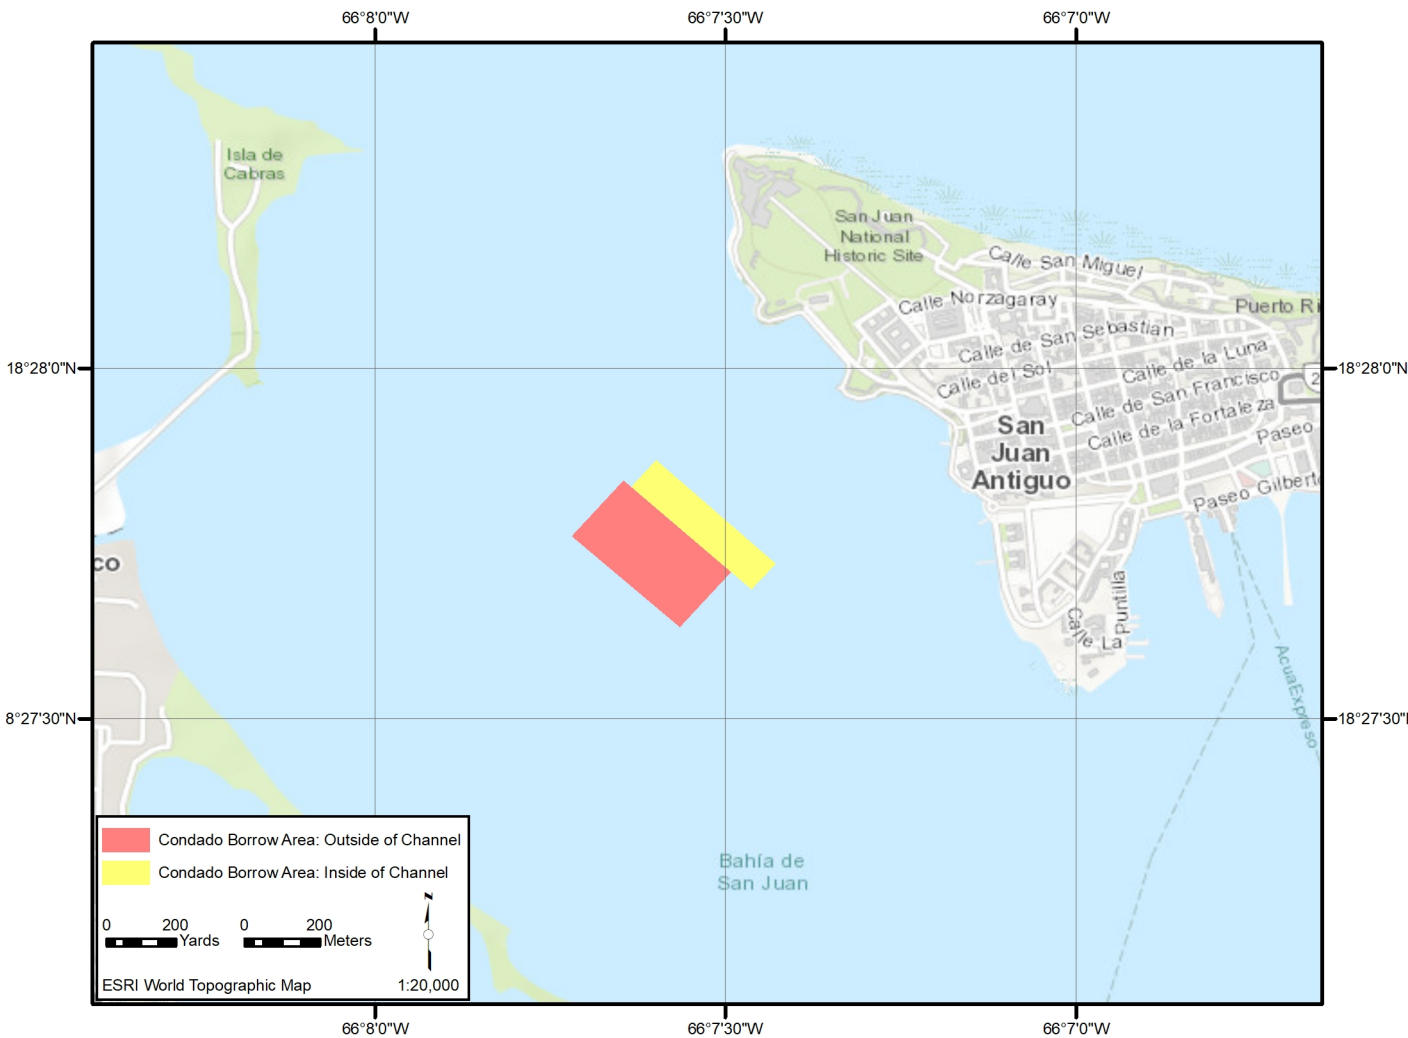 66°8'0"W
66°7'30"W
66°7'0"W
Isla de
Cabras
San Juan
National
Historic Site
Calle San Miguel
Calle Norzagaray
Puerto Ri
Calle de San Sebastian
Calle de la Luna
18°28'0"N
18°28'0"N
Calle del Sol
Calle de San Francisco
2
Calle de la Fortaleza
San
Juan
Antiguo
Paseo
Paseo Gilberto
co
Calle La Puntilla
AcuaExpreso
8°27'30"N
18°27'30"N
Bahía de
San Juan
Condado Borrow Area: Outside of Channel
Condado Borrow Area: Inside of Channel
N
0 200
Yards
0 200
Meters
ESRI World Topographic Map
1:20,000
66°8'0"W
66°7'30"W
66°7'0"W